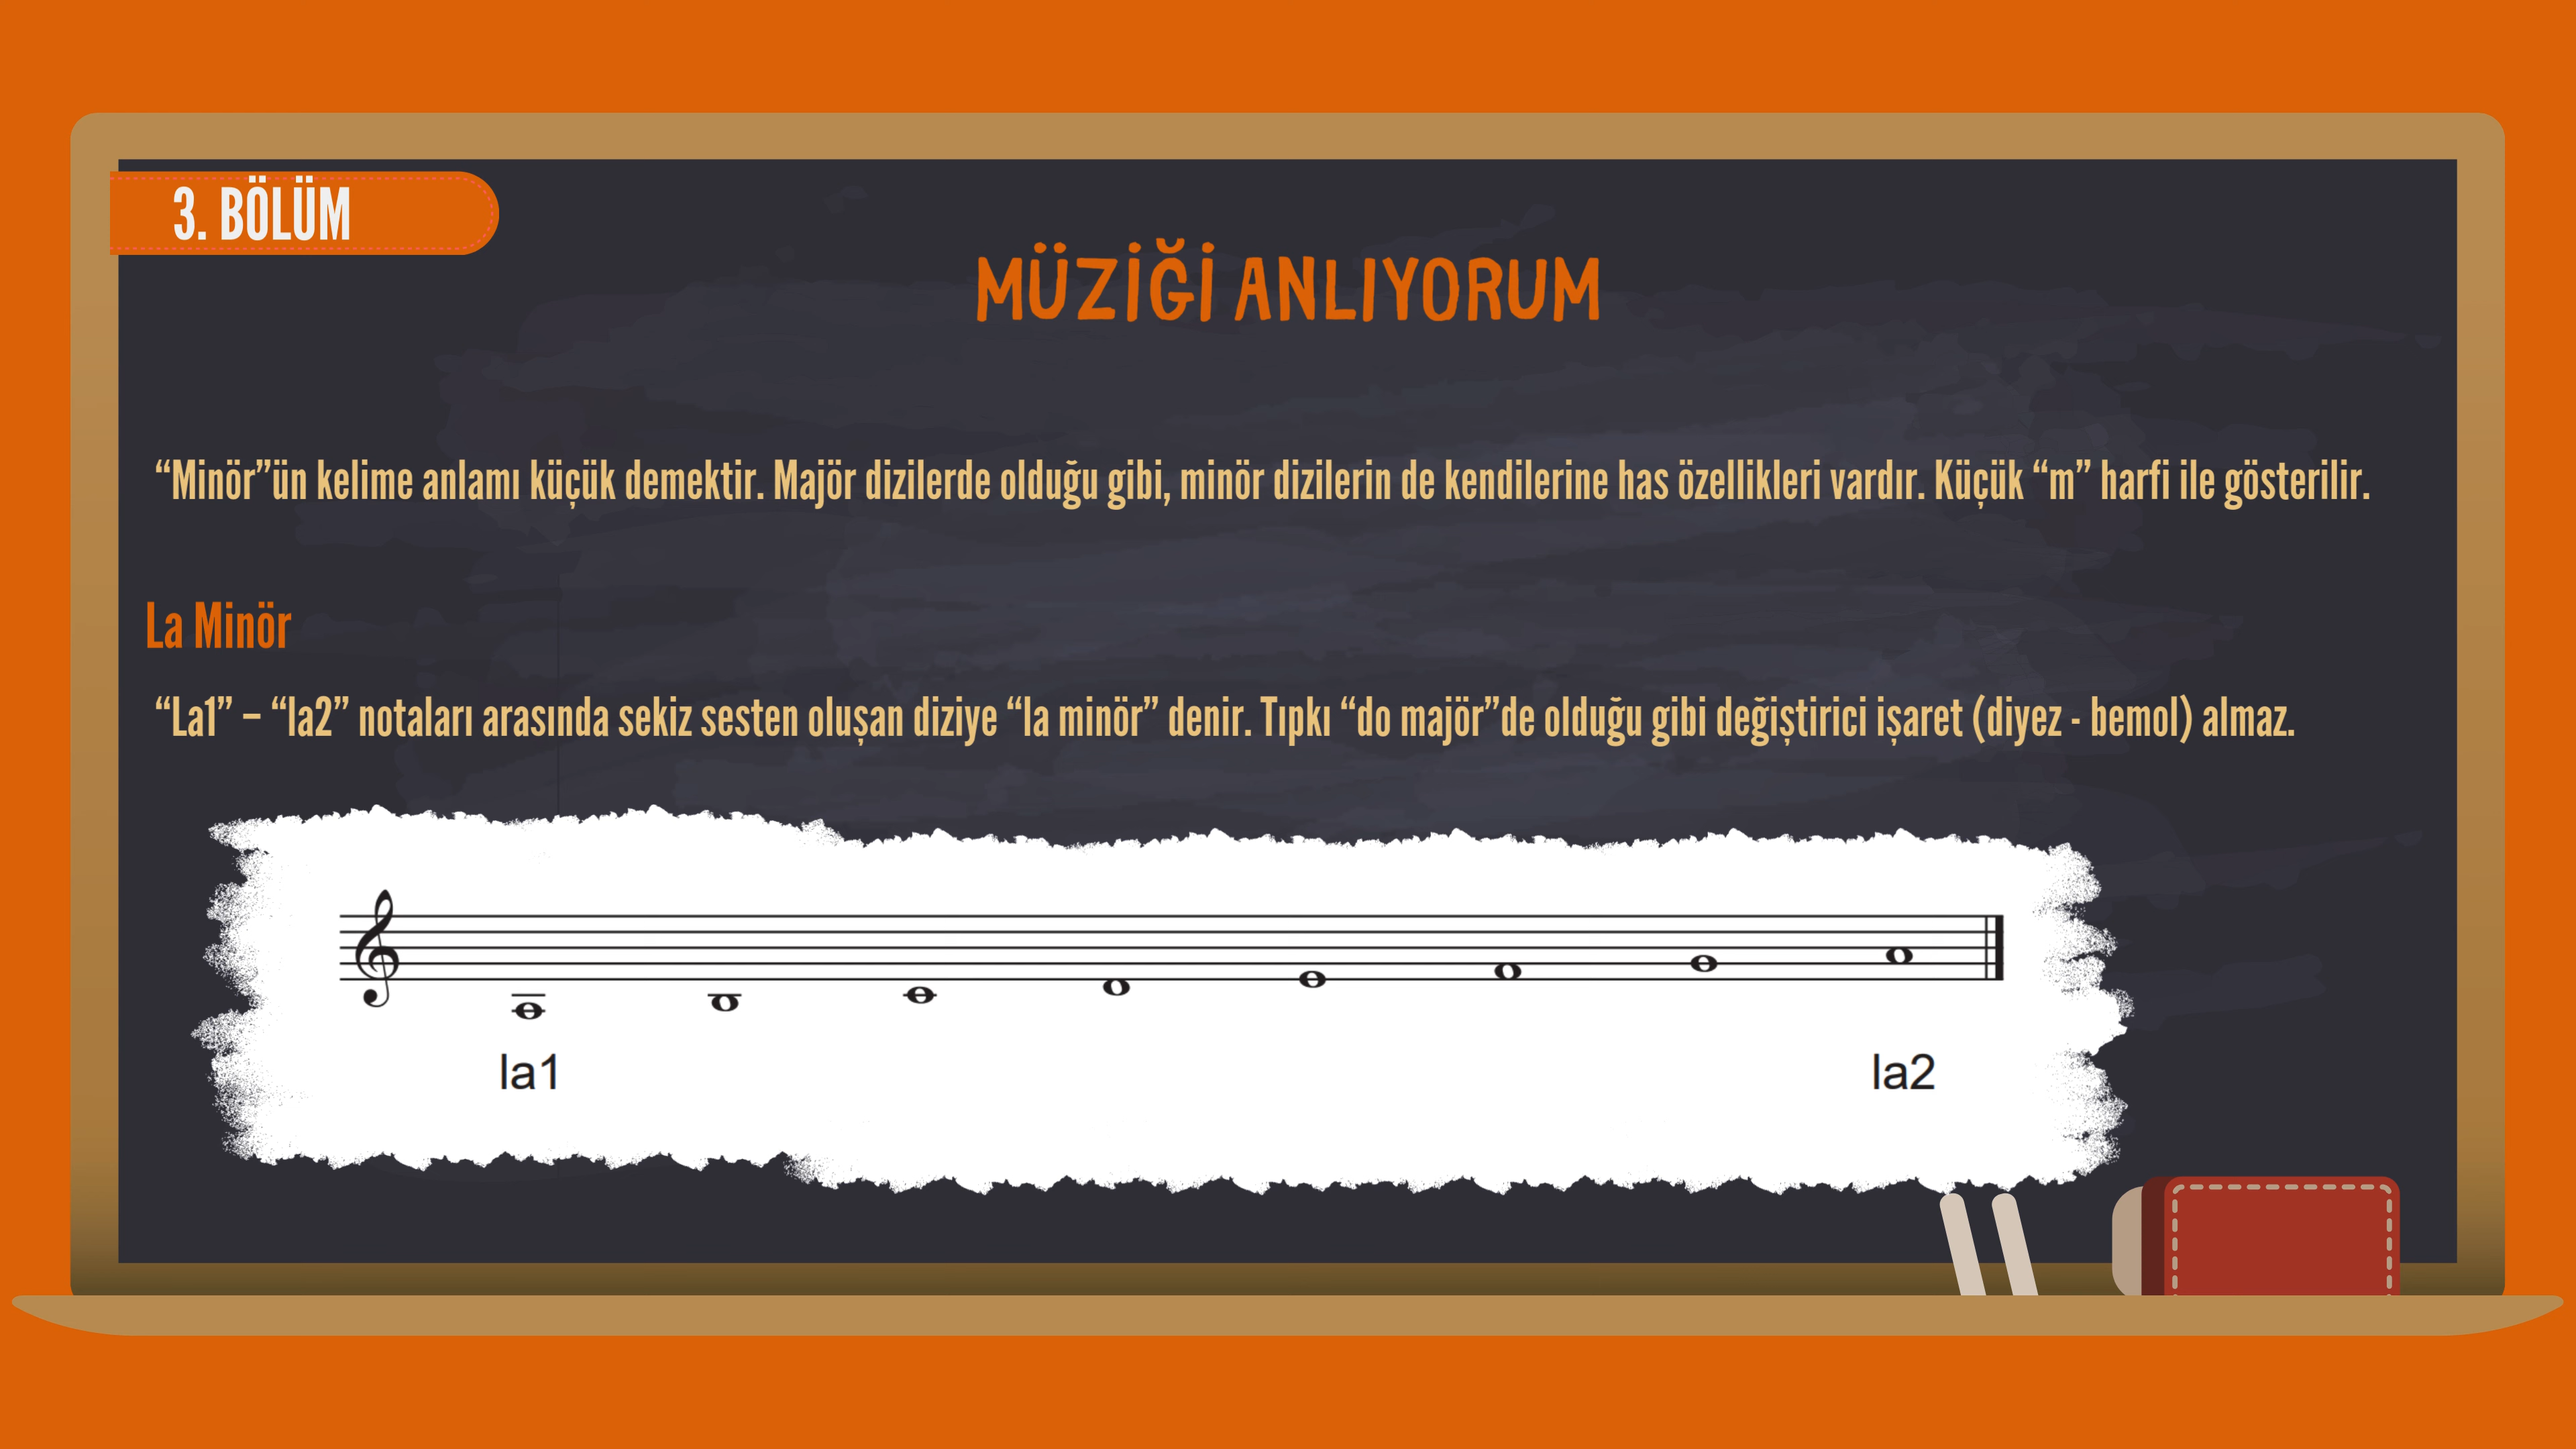 3. BÖLÜM
MÜZİĞİ ANLIYORUM
“Minör”ün kelime anlamı küçük demektir. Majör dizilerde olduğu gibi, minör dizilerin de kendilerine has özellikleri vardır. Küçük “m” harfi ile gösterilir.
La Minör
“La1” – “la2” notaları arasında sekiz sesten oluşan diziye “la minör” denir. Tıpkı “do majör”de olduğu gibi değiştirici işaret (diyez - bemol) almaz.
la1 la2